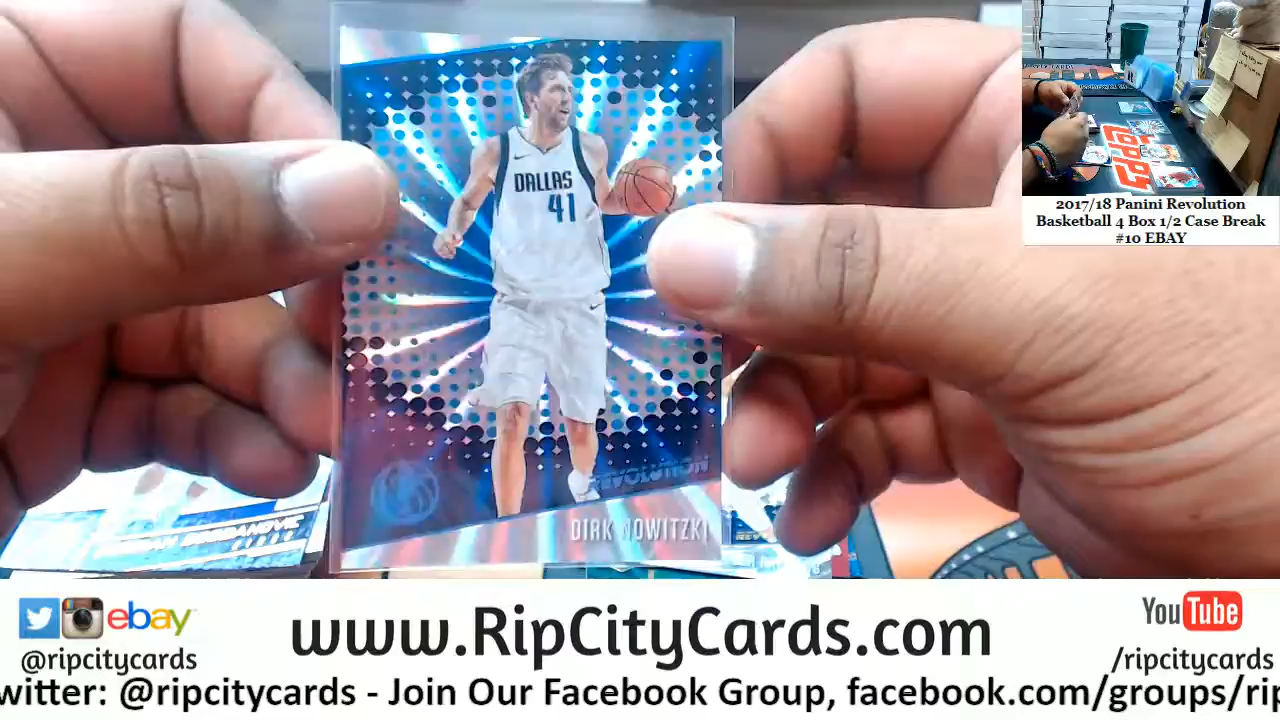 DALLAS
41
REVOLUTION
DIRK NOWITZKI
topps
2017/18 Panini Revolution
Basketball 4 Box 1/2 Case Break
#10 EBAY
ebay
@ripcitycards
www.RipCityCards.com
YouTube
/ripcitycards
witter: @ripcitycards - Join Our Facebook Group, facebook.com/groups/rip